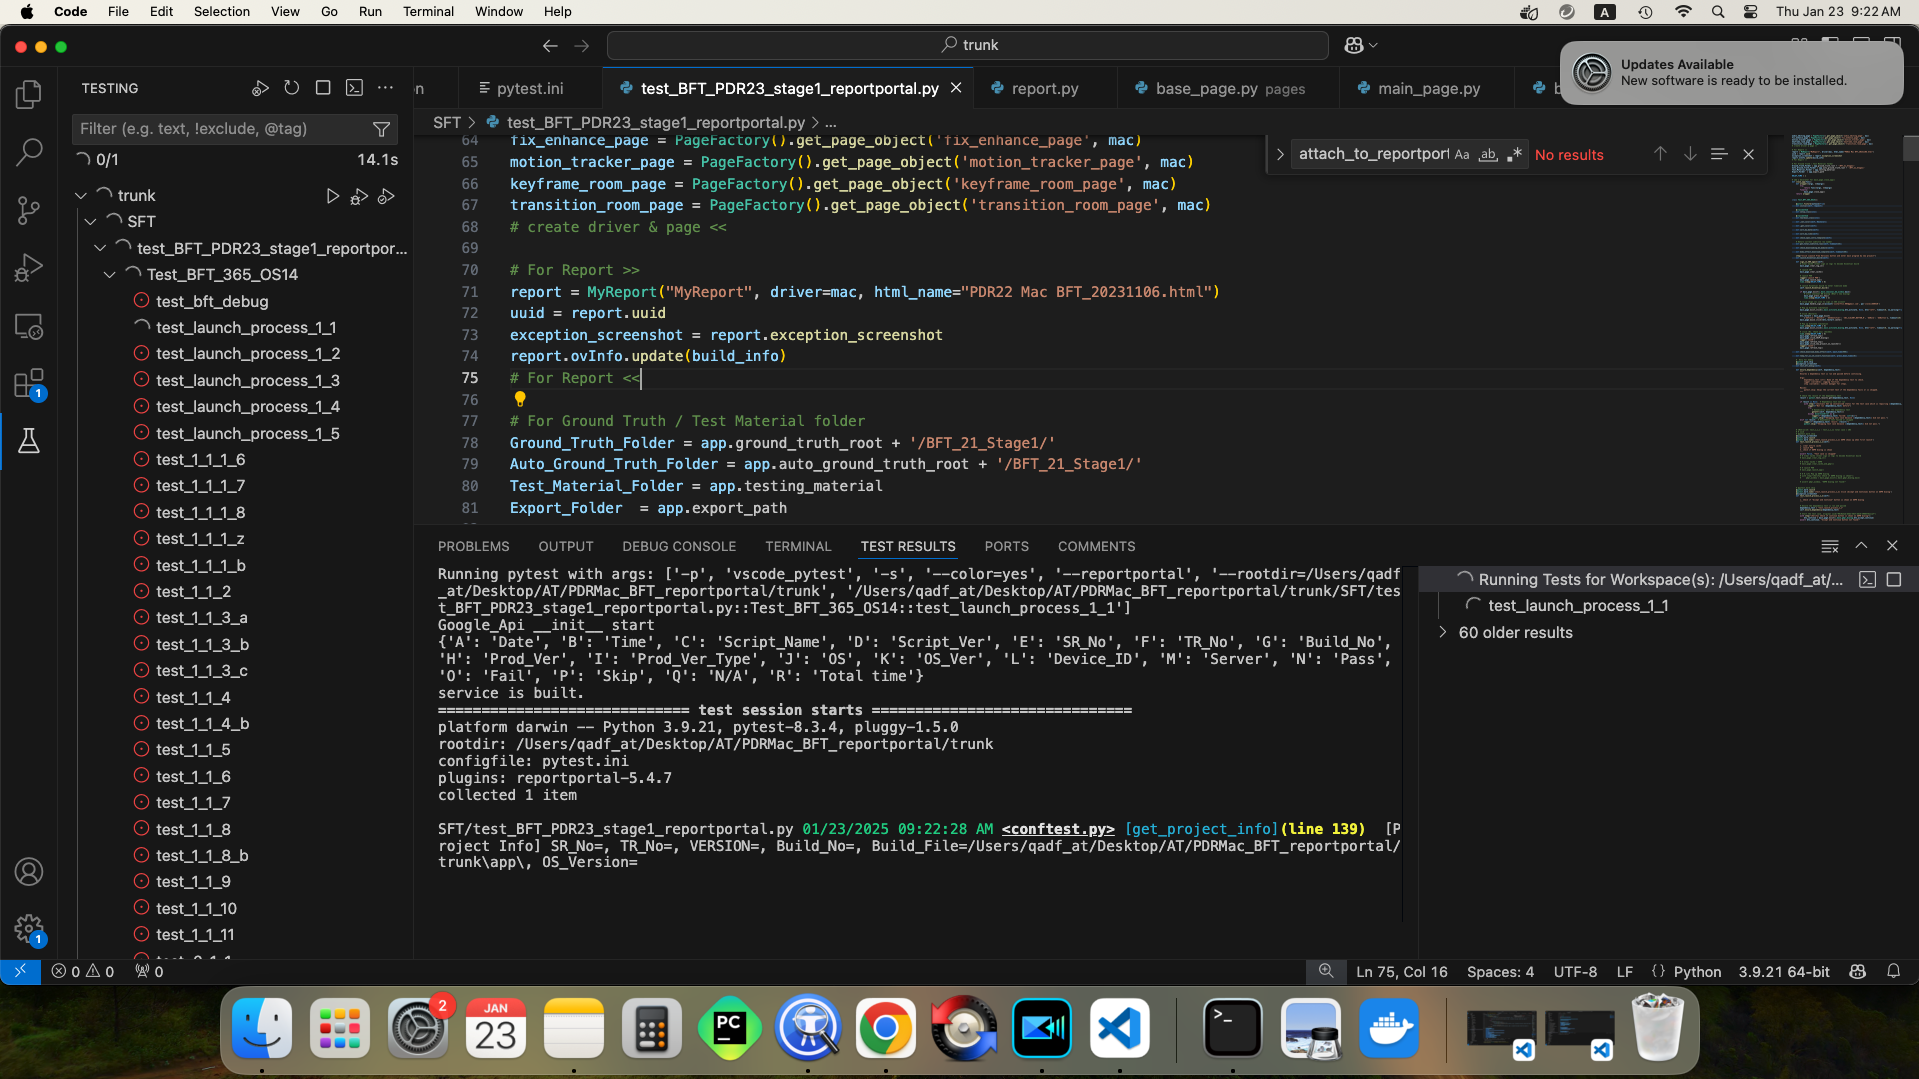 Code File Edit Selection View Go Run Terminal Window Help
A Thu Jan 23 9:22 AM
trunk
Updates Available
New software is ready to be installed.
TESTING
Filter (e.g. text, !exclude, @tag)
0/1 14.1s
trunk
SFT
test_BFT_PDR23_stage1_reportpor...
Test_BFT_365_OS14
test_bft_debug
test_launch_process_1_1
test_launch_process_1_2
test_launch_process_1_3
test_launch_process_1_4
test_launch_process_1_5
test_1_1_1_6
test_1_1_1_7
test_1_1_1_8
test_1_1_1_z
test_1_1_1_b
test_1_1_2
test_1_1_3_a
test_1_1_3_b
test_1_1_3_c
test_1_1_4
test_1_1_4_b
test_1_1_5
test_1_1_6
test_1_1_7
test_1_1_8
test_1_1_8_b
test_1_1_9
test_1_1_10
test_1_1_11
1
1
pytest.ini test_BFT_PDR23_stage1_reportportal.py report.py base_page.py pages main_page.py
SFT > test_BFT_PDR23_stage1_reportportal.py > ...
attach_to_reportport Aa ab No results
64 fix_enhance_page = PageFactory().get_page_object('fix_enhance_page', mac)
65 motion_tracker_page = PageFactory().get_page_object('motion_tracker_page', mac)
66 keyframe_room_page = PageFactory().get_page_object('keyframe_room_page', mac)
67 transition_room_page = PageFactory().get_page_object('transition_room_page', mac)
68 # create driver & page <<
69
70 # For Report >>
71 report = MyReport("MyReport", driver=mac, html_name="PDR22 Mac BFT_20231106.html")
72 uuid = report.uuid
73 exception_screenshot = report.exception_screenshot
74 report.ovInfo.update(build_info)
75 # For Report <<
76
77 # For Ground Truth / Test Material folder
78 Ground_Truth_Folder = app.ground_truth_root + '/BFT_21_Stage1/'
79 Auto_Ground_Truth_Folder = app.auto_ground_truth_root + '/BFT_21_Stage1/'
80 Test_Material_Folder = app.testing_material
81 Export_Folder  = app.export_path
PROBLEMS OUTPUT DEBUG CONSOLE TERMINAL TEST RESULTS PORTS COMMENTS
Running pytest with args: ['-p', 'vscode_pytest', '-s', '--color=yes', '--reportportal', '--rootdir=/Users/qadf
_at/Desktop/AT/PDRMac_BFT_reportportal/trunk', '/Users/qadf_at/Desktop/AT/PDRMac_BFT_reportportal/trunk/SFT/tes
t_BFT_PDR23_stage1_reportportal.py::Test_BFT_365_OS14::test_launch_process_1_1']
Google_Api __init__ start
{'A': 'Date', 'B': 'Time', 'C': 'Script_Name', 'D': 'Script_Ver', 'E': 'SR_No', 'F': 'TR_No', 'G': 'Build_No',
'H': 'Prod_Ver', 'I': 'Prod_Ver_Type', 'J': 'OS', 'K': 'OS_Ver', 'L': 'Device_ID', 'M': 'Server', 'N': 'Pass',
'O': 'Fail', 'P': 'Skip', 'Q': 'N/A', 'R': 'Total time'}
service is built.
============================= test session starts ==============================
platform darwin -- Python 3.9.21, pytest-8.3.4, pluggy-1.5.0
rootdir: /Users/qadf_at/Desktop/AT/PDRMac_BFT_reportportal/trunk
configfile: pytest.ini
plugins: reportportal-5.4.7
collected 1 item
SFT/test_BFT_PDR23_stage1_reportportal.py 01/23/2025 09:22:28 AM <conftest.py> [get_project_info](line 139)  [P
roject Info] SR_No=, TR_No=, VERSION=, Build_No=, Build_File=/Users/qadf_at/Desktop/AT/PDRMac_BFT_reportportal/
trunk\app\, OS_Version=
Running Tests for Workspace(s): /Users/qadf_at/...
test_launch_process_1_1
60 older results
0 0 0
Ln 75, Col 16 Spaces: 4 UTF-8 LF {} Python 3.9.21 64-bit
2 JAN 23 PC